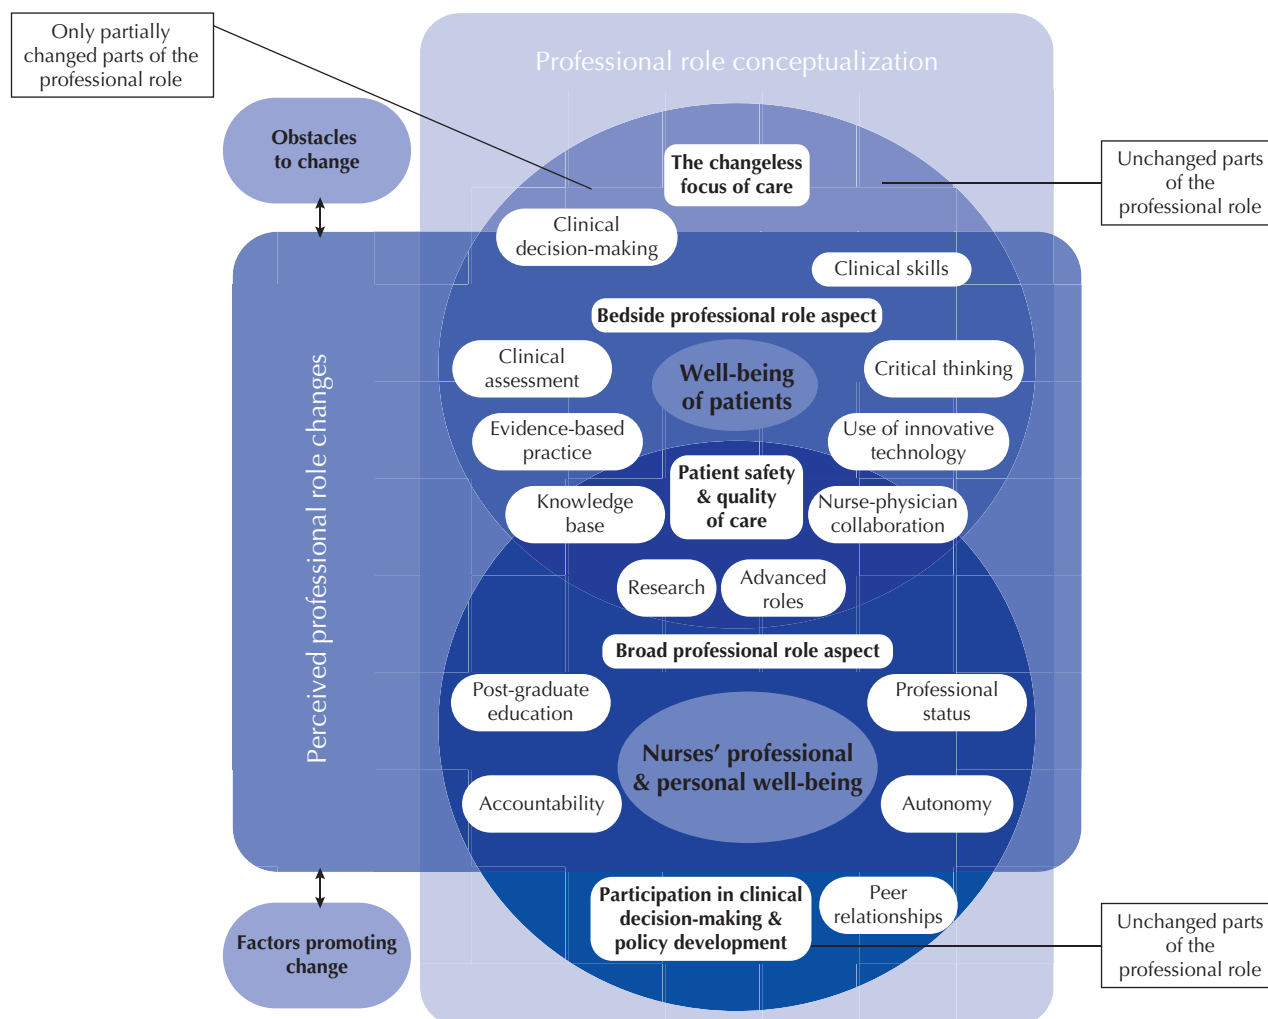 Only partially
changed parts of the
professional role
Professional role conceptualization
Obstacles
to change
The changeless
focus of care
Unchanged parts
of the
professional role
Clinical
decision-making
Clinical skills
Bedside professional role aspect
Clinical
assessment
Well-being
of patients
Critical thinking
Evidence-based
practice
Use of innovative
technology
Patient safety
& quality
of care
Knowledge
base
Nurse-physician
collaboration
Research
Advanced
roles
Perceived professional role changes
Broad professional role aspect
Post-graduate
education
Professional
status
Nurses’ professional
& personal well-being
Accountability
Autonomy
Participation in clinical
decision-making &
policy development
Peer
relationships
Factors promoting
change
Unchanged parts
of the
professional role